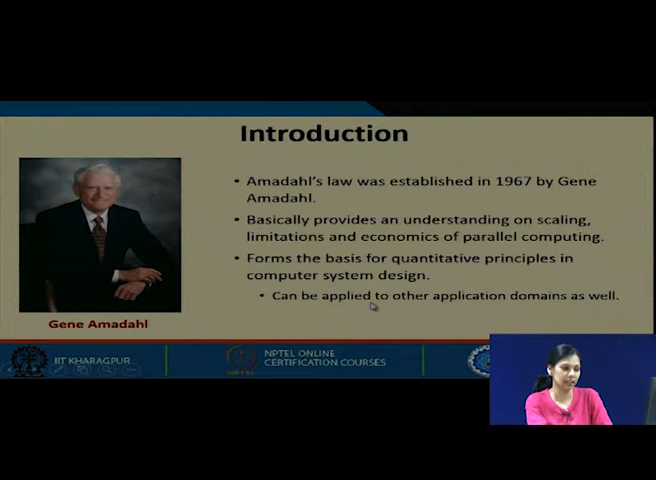 Introduction
• Amadahl's law was established in 1967 by Gene
Amadahl.
• Basically provides an understanding on scaling,
limitations and economics of parallel computing.
• Forms the basis for quantitative principles in
computer system design.
• Can be applied to other application domains as well.
Gene Amadahl
IIT KHARAGPUR
NPTEL ONLINE
CERTIFICATION COURSES
NPTEL